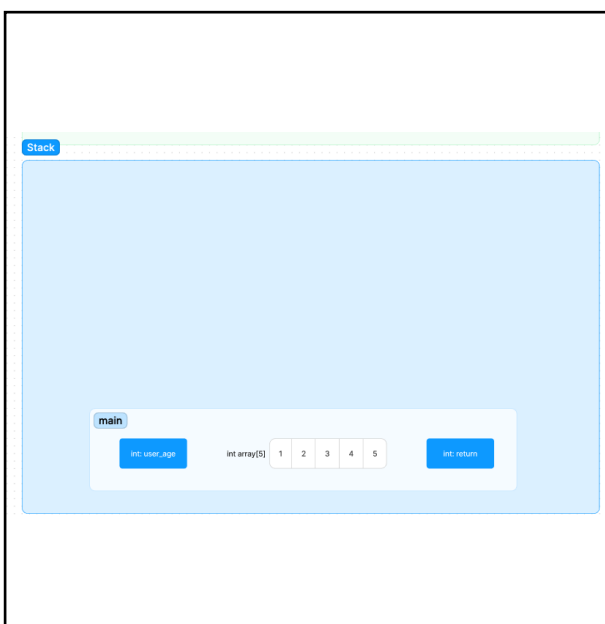 Stack
main
int: user_age
int array[5] 1 2 3 4 5
int: return